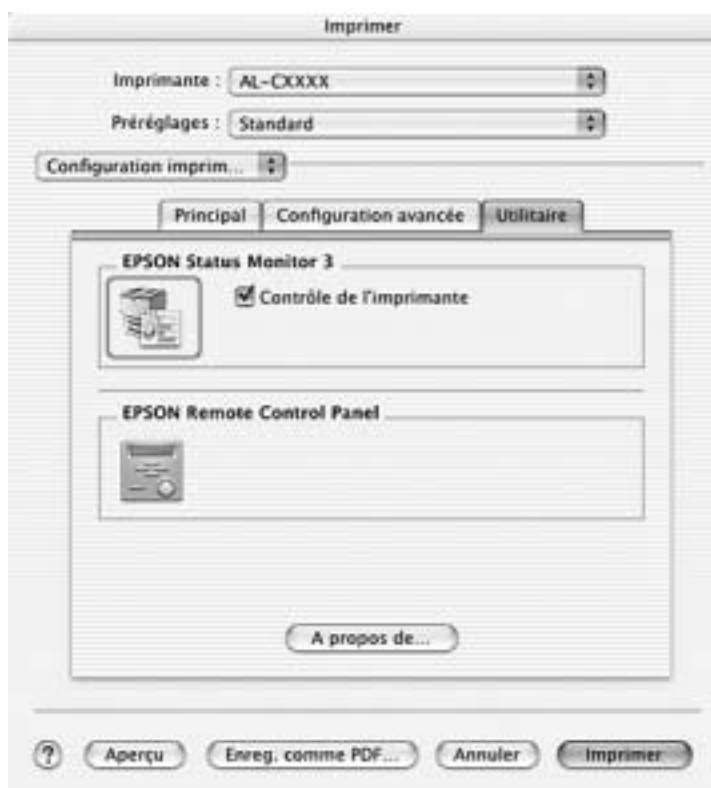 Imprimer
Imprimante : AL-CXXXX
Préréglages : Standard
Configuration imprim...
Principal Configuration avancée Utilitaire
EPSON Status Monitor 3
Contrôle de l'imprimante
EPSON Remote Control Panel
A propos de...
? Aperçu Enreg. comme PDF... Annuler Imprimer